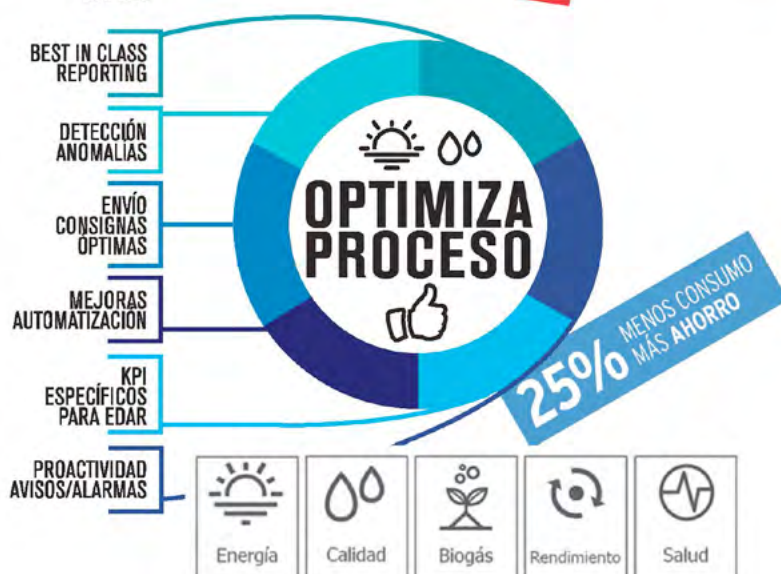 BEST IN CLASS
REPORTING
DETECCIÓN
ANOMALIAS
ENVÍO
CONSIGNAS
ÓPTIMAS
MEJORAS
AUTOMATIZACIÓN
KPI
ESPECÍFICOS
PARA EDAR
PROACTIVIDAD
AVISOS/ALARMAS
OPTIMIZA
PROCESO
25%
MENOS CONSUMO
MÁS AHORRO
Energía
Calidad
Biogás
Rendimiento
Salud